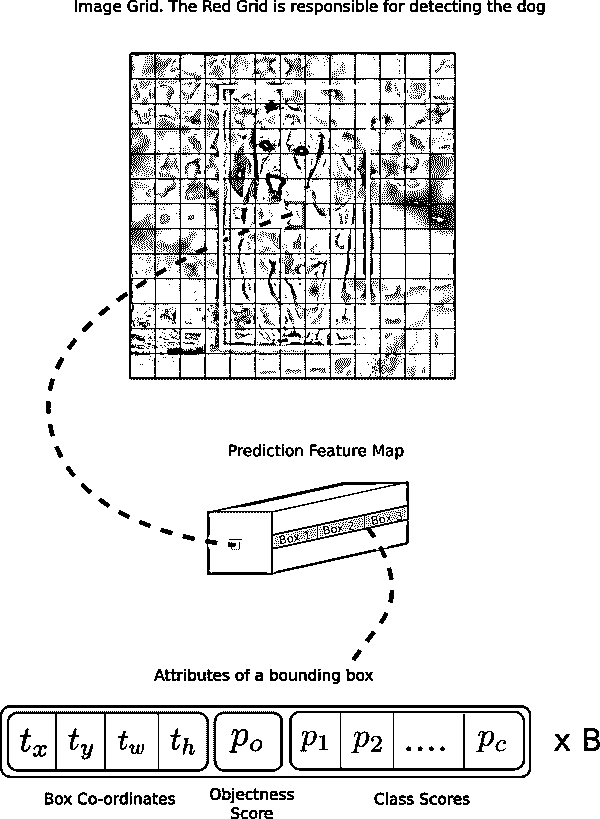 Image Grid. The Red Grid is responsible for detecting the dog
Prediction Feature Map
Box 1 Box 2 Box 3
Attributes of a bounding box
t_x t_y t_w t_h p_o p_1 p_2 .... p_c x B
Box Co-ordinates
Objectness
Score
Class Scores